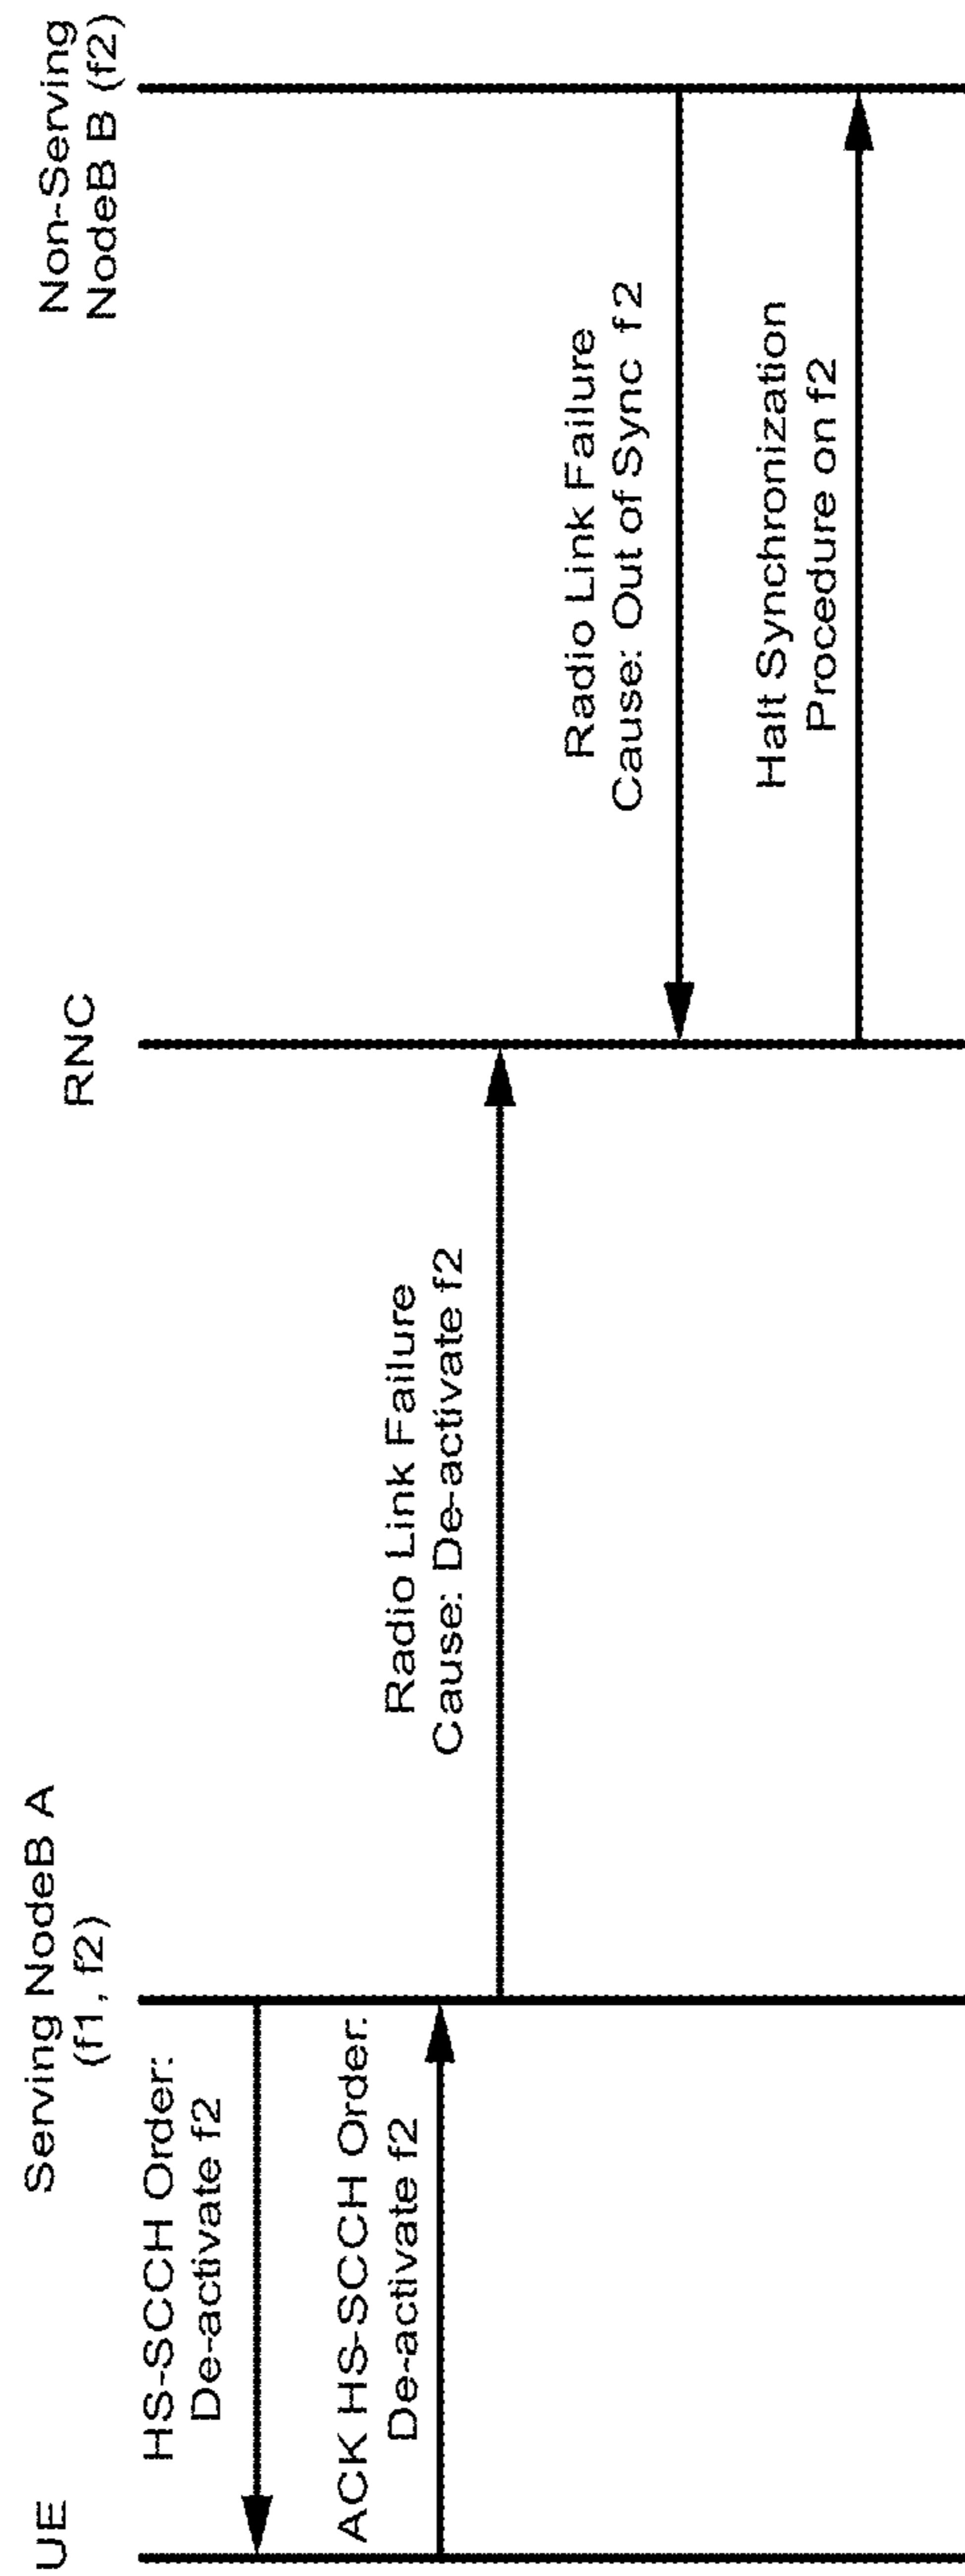 UE
Serving NodeB A
(f1, f2)
RNC
Non-Serving
NodeB B (f2)
HS-SCCH Order:
De-activate f2
ACK HS-SCCH Order:
De-activate f2
Radio Link Failure
Cause: De-activate f2
Radio Link Failure
Cause: Out of Sync f2
Halt Synchronization
Procedure on f2